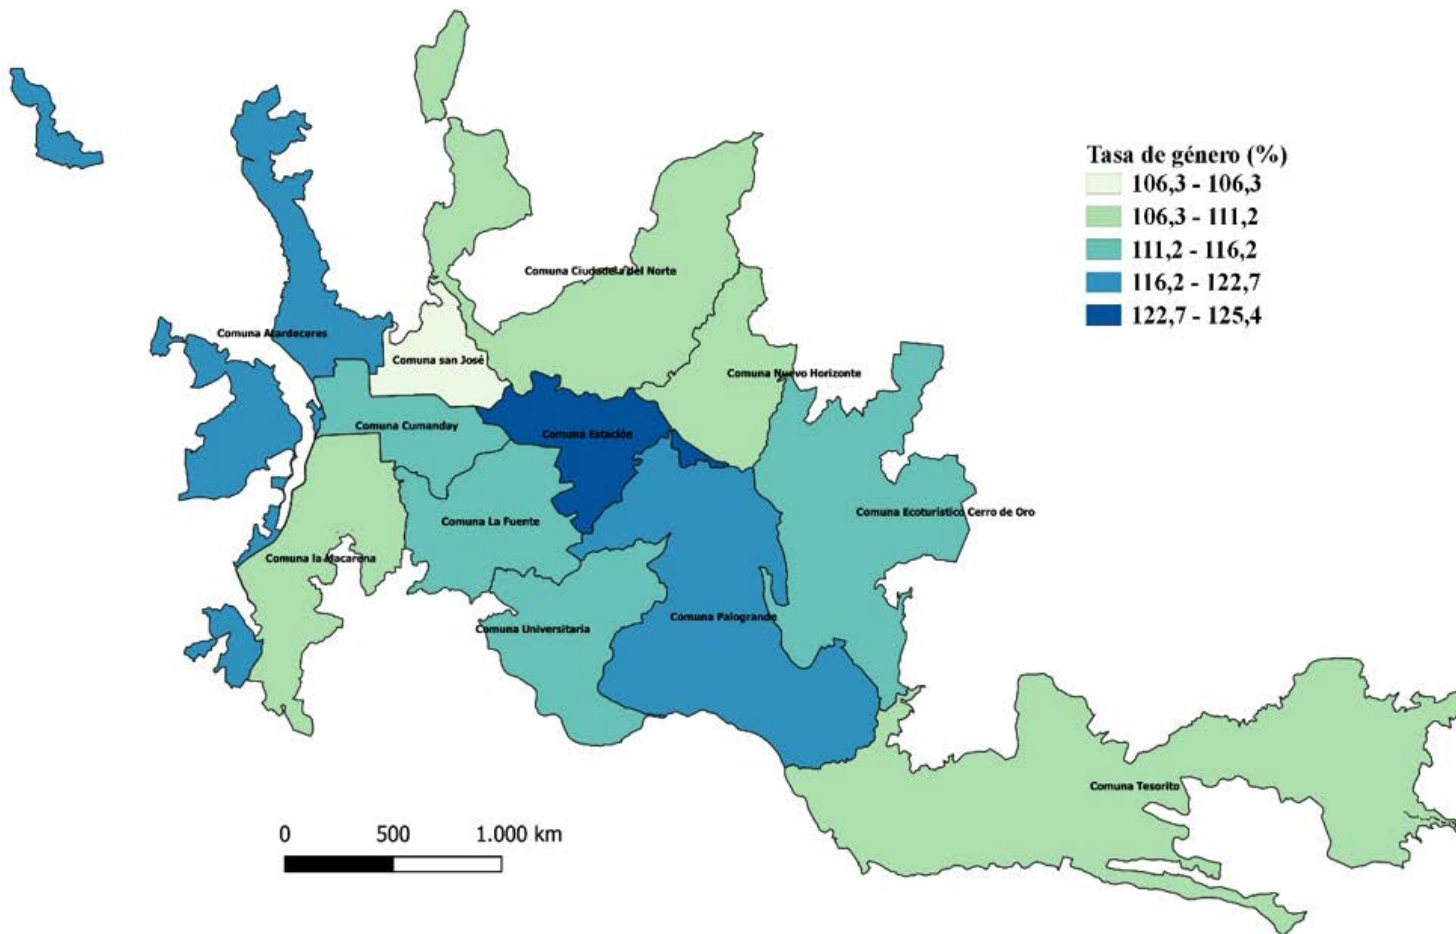 Tasa de género (%)
106,3 - 106,3
106,3 - 111,2
111,2 - 116,2
116,2 - 122,7
122,7 - 125,4
Comuna Ciudadela del Norte
Comuna Atardeceres
Comuna san José
Comuna Nuevo Horizonte
Comuna Cumanday
Comuna Estación
Comuna Ecoturistico Cerro de Oro
Comuna La Fuente
Comuna la Macarena
Comuna Palogrande
Comuna Universitaria
Comuna Tesorito
0 500 1.000 km